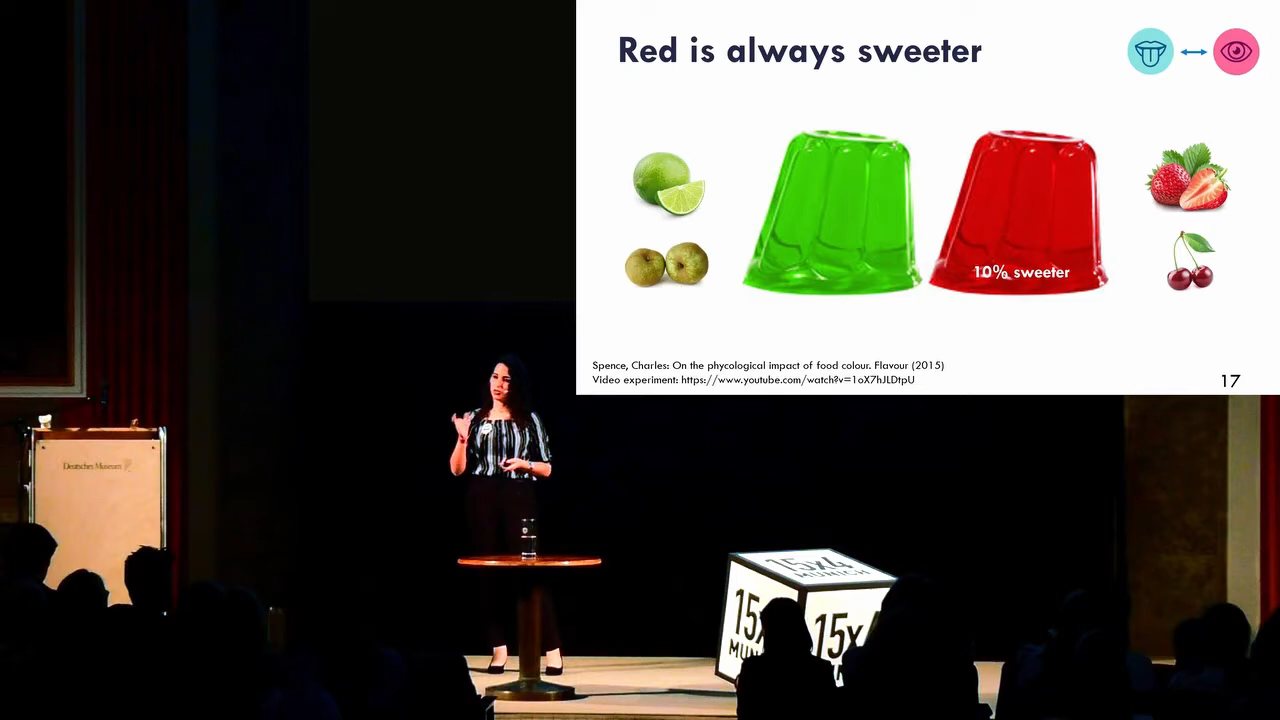 Red is always sweeter
10% sweeter
Spence, Charles: On the phycological impact of food colour. Flavour (2015)
Video experiment: https://www.youtube.com/watch?v=1oX7hJLDtpU
17
Deutsches Museum
15x4
MUNICH
15x
MUN
15x